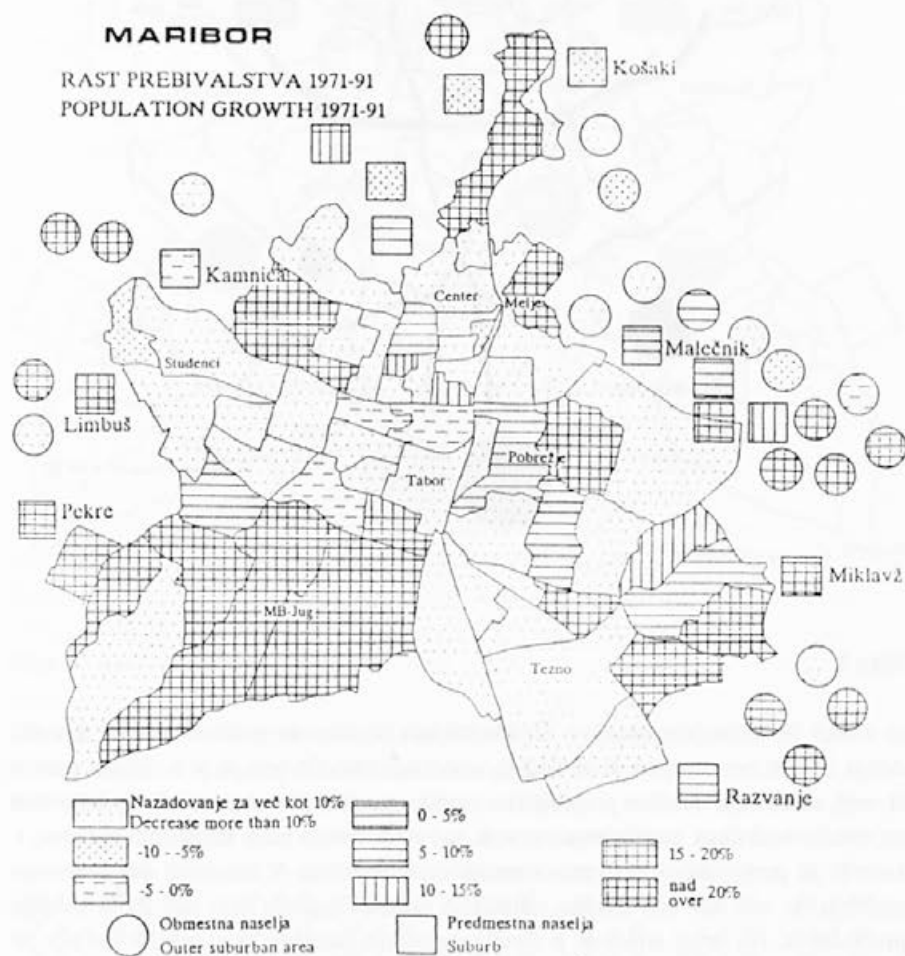 MARIBOR
RAST PREBIVALSTVA 1971-91
POPULATION GROWTH 1971-91
Košaki
Kamnica
Center
Melje
Malečnik
Studenci
Limbuš
Pobrežje
Tabor
Pekre
Miklavž
MB-Jug
Tezno
Razvanje
Nazadovanje za več kot 10%
Decrease more than 10%
-10 - -5%
-5 - 0%
0 - 5%
5 - 10%
10 - 15%
15 - 20%
nad
over 20%
Obmestna naselja
Outer suburban area
Predmestna naselja
Suburb